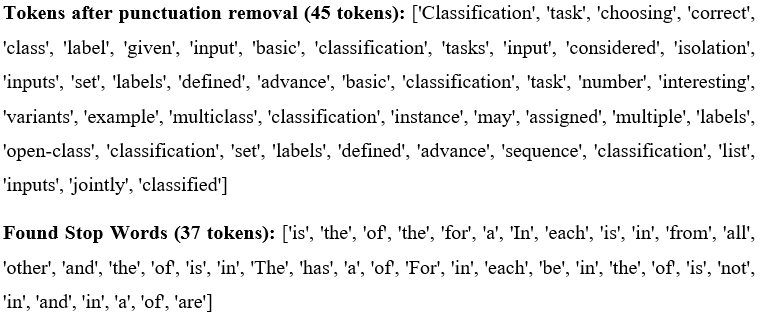 Tokens after punctuation removal (45 tokens): ['Classification', 'task', 'choosing', 'correct',
'class', 'label', 'given', 'input', 'basic', 'classification', 'tasks', 'input', 'considered', 'isolation',
'inputs', 'set', 'labels', 'defined', 'advance', 'basic', 'classification', 'task', 'number', 'interesting',
'variants', 'example', 'multiclass', 'classification', 'instance', 'may', 'assigned', 'multiple', 'labels',
'open-class', 'classification', 'set', 'labels', 'defined', 'advance', 'sequence', 'classification', 'list',
'inputs', 'jointly', 'classified']
Found Stop Words (37 tokens): ['is', 'the', 'of', 'the', 'for', 'a', 'In', 'each', 'is', 'in', 'from', 'all',
'other', 'and', 'the', 'of', 'is', 'in', 'The', 'has', 'a', 'of', 'For', 'in', 'each', 'be', 'in', 'the', 'of', 'is', 'not',
'in', 'and', 'in', 'a', 'of', 'are']